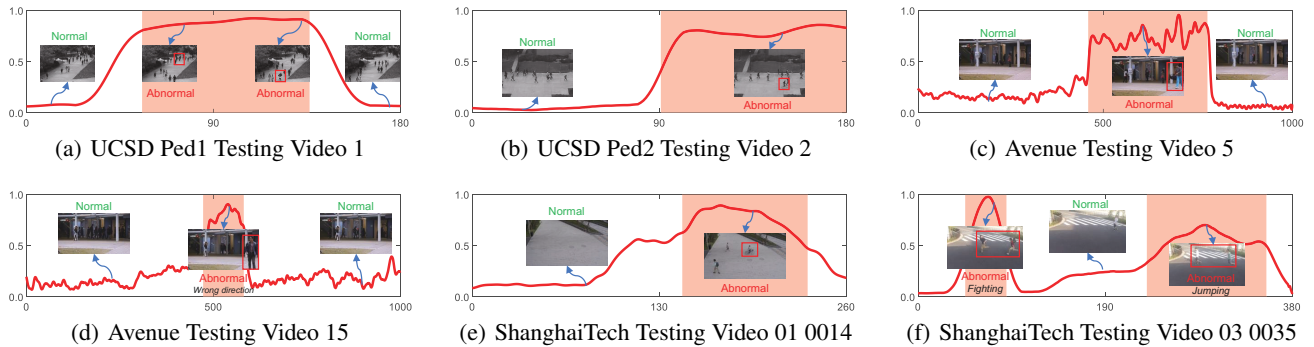 1.0
0.5
0.0
0
90
180
Normal
Abnormal
Abnormal
Normal
(a) UCSD Ped1 Testing Video 1
1.0
0.5
0.0
0
90
180
Normal
Abnormal
(b) UCSD Ped2 Testing Video 2
1.0
0.5
0.0
0
500
1000
Normal
Abnormal
Normal
(c) Avenue Testing Video 5
1.0
0.5
0.0
0
500
1000
Normal
Abnormal
Wrong direction
Normal
(d) Avenue Testing Video 15
1.0
0.5
0.0
0
130
260
Normal
Abnormal
(e) ShanghaiTech Testing Video 01 0014
1.0
0.5
0.0
0
190
380
Abnormal
Fighting
Normal
Abnormal
Jumping
(f) ShanghaiTech Testing Video 03 0035